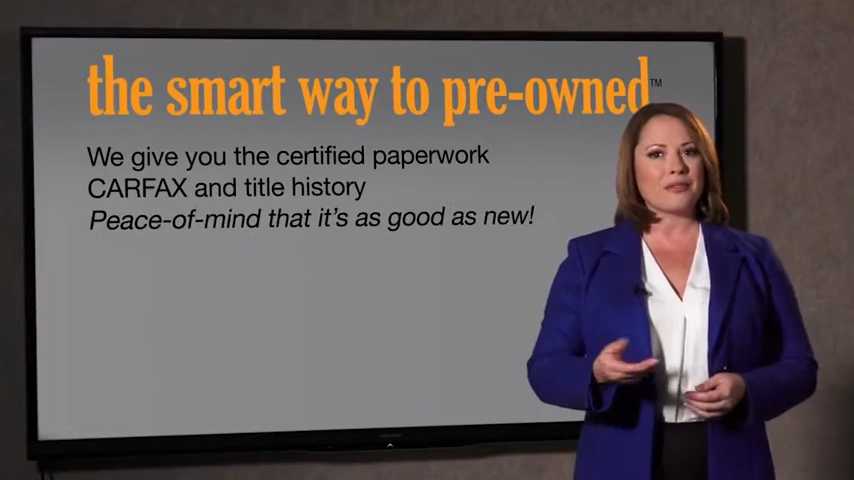 the smart way to pre-owned™
We give you the certified paperwork
CARFAX and title history
Peace-of-mind that it's as good as new!